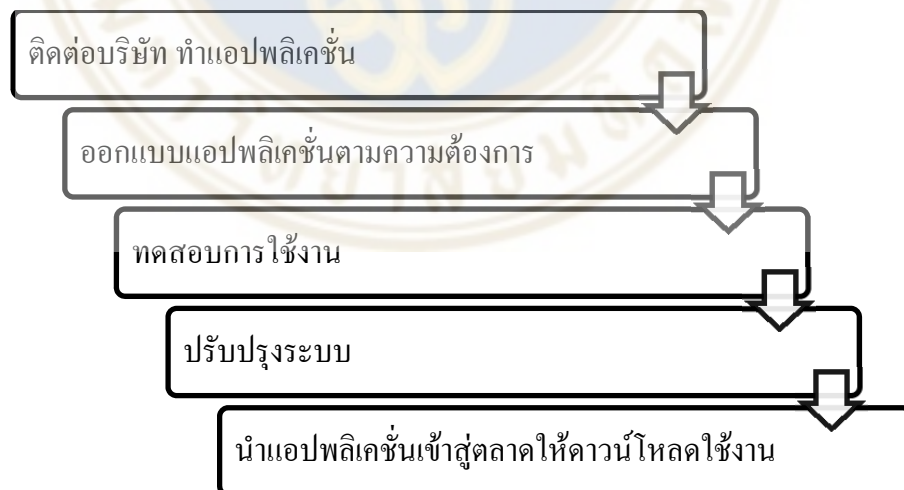 ติดต่อบริษัท ทำแอปพลิเคชั่น
ออกแบบแอปพลิเคชั่นตามความต้องการ
ทดสอบการใช้งาน
ปรับปรุงระบบ
นำแอปพลิเคชั่นเข้าสู่ตลาดให้ดาวน์โหลดใช้งาน